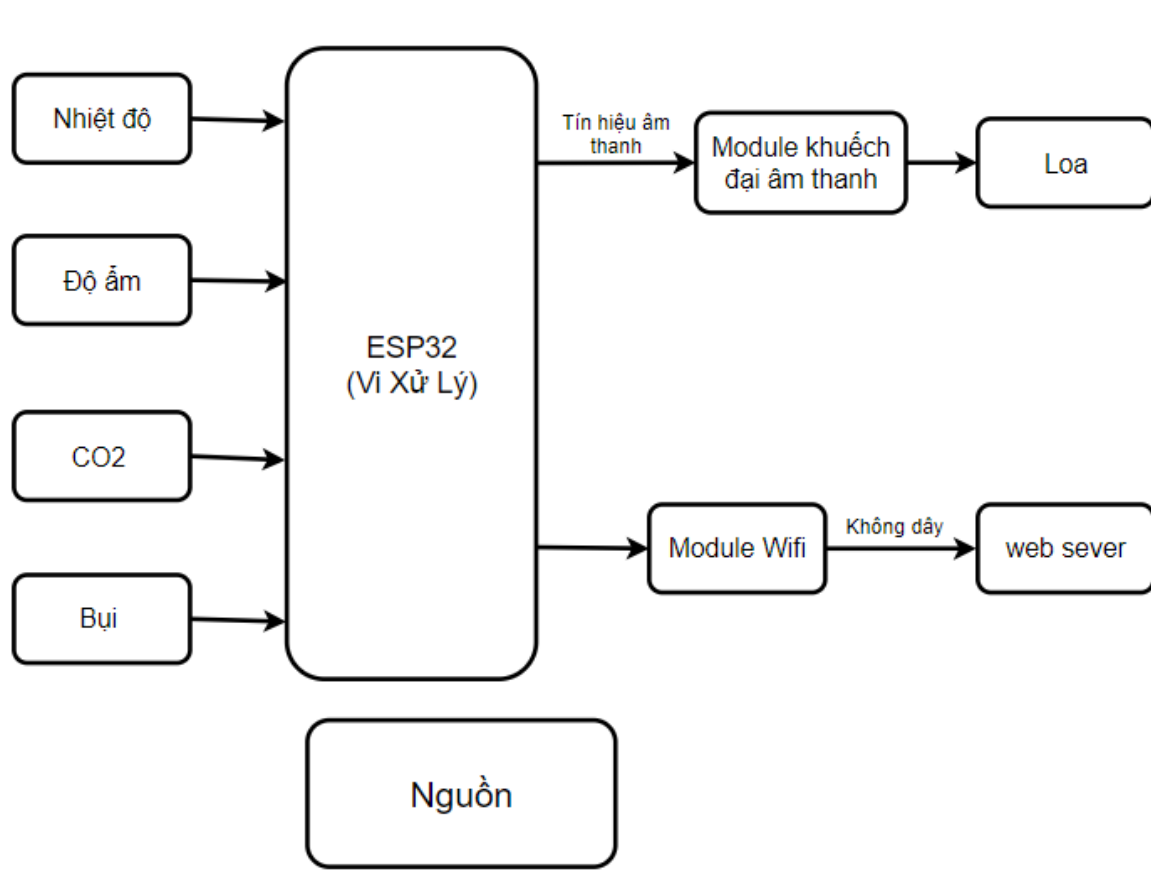 Nhiệt độ
Độ ẩm
CO2
Bụi
ESP32
(Vi Xử Lý)
Tín hiệu âm
thanh
Module khuếch
đại âm thanh
Loa
Module Wifi
Không dây
web sever
Nguồn